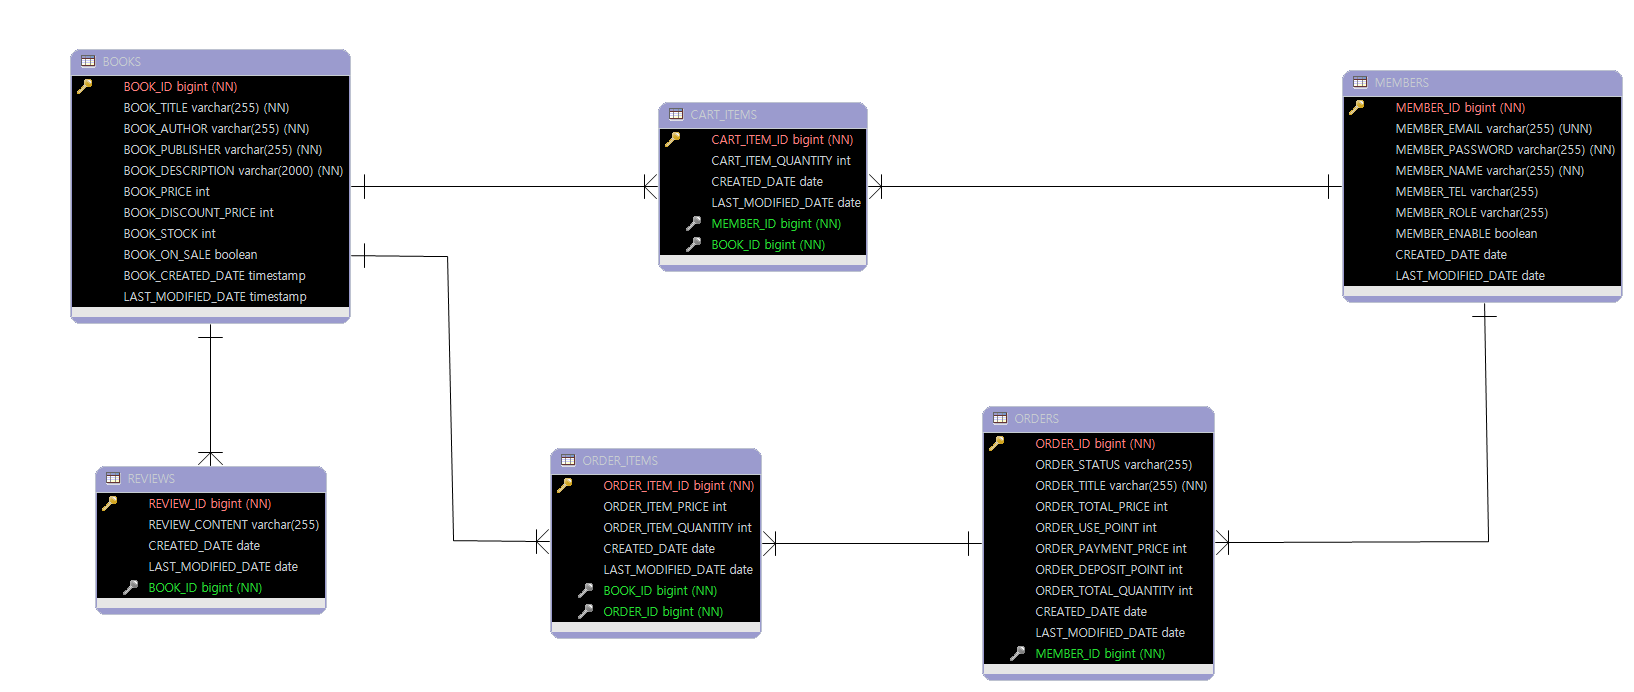 BOOKS
BOOK_ID bigint (NN)
BOOK_TITLE varchar(255) (NN)
BOOK_AUTHOR varchar(255) (NN)
BOOK_PUBLISHER varchar(255) (NN)
BOOK_DESCRIPTION varchar(2000) (NN)
BOOK_PRICE int
BOOK_DISCOUNT_PRICE int
BOOK_STOCK int
BOOK_ON_SALE boolean
BOOK_CREATED_DATE timestamp
LAST_MODIFIED_DATE timestamp
CART_ITEMS
CART_ITEM_ID bigint (NN)
CART_ITEM_QUANTITY int
CREATED_DATE date
LAST_MODIFIED_DATE date
MEMBER_ID bigint (NN)
BOOK_ID bigint (NN)
MEMBERS
MEMBER_ID bigint (NN)
MEMBER_EMAIL varchar(255) (UNN)
MEMBER_PASSWORD varchar(255) (NN)
MEMBER_NAME varchar(255) (NN)
MEMBER_TEL varchar(255)
MEMBER_ROLE varchar(255)
MEMBER_ENABLE boolean
CREATED_DATE date
LAST_MODIFIED_DATE date
REVIEWS
REVIEW_ID bigint (NN)
REVIEW_CONTENT varchar(255)
CREATED_DATE date
LAST_MODIFIED_DATE date
BOOK_ID bigint (NN)
ORDER_ITEMS
ORDER_ITEM_ID bigint (NN)
ORDER_ITEM_PRICE int
ORDER_ITEM_QUANTITY int
CREATED_DATE date
LAST_MODIFIED_DATE date
BOOK_ID bigint (NN)
ORDER_ID bigint (NN)
ORDERS
ORDER_ID bigint (NN)
ORDER_STATUS varchar(255)
ORDER_TITLE varchar(255) (NN)
ORDER_TOTAL_PRICE int
ORDER_USE_POINT int
ORDER_PAYMENT_PRICE int
ORDER_DEPOSIT_POINT int
ORDER_TOTAL_QUANTITY int
CREATED_DATE date
LAST_MODIFIED_DATE date
MEMBER_ID bigint (NN)